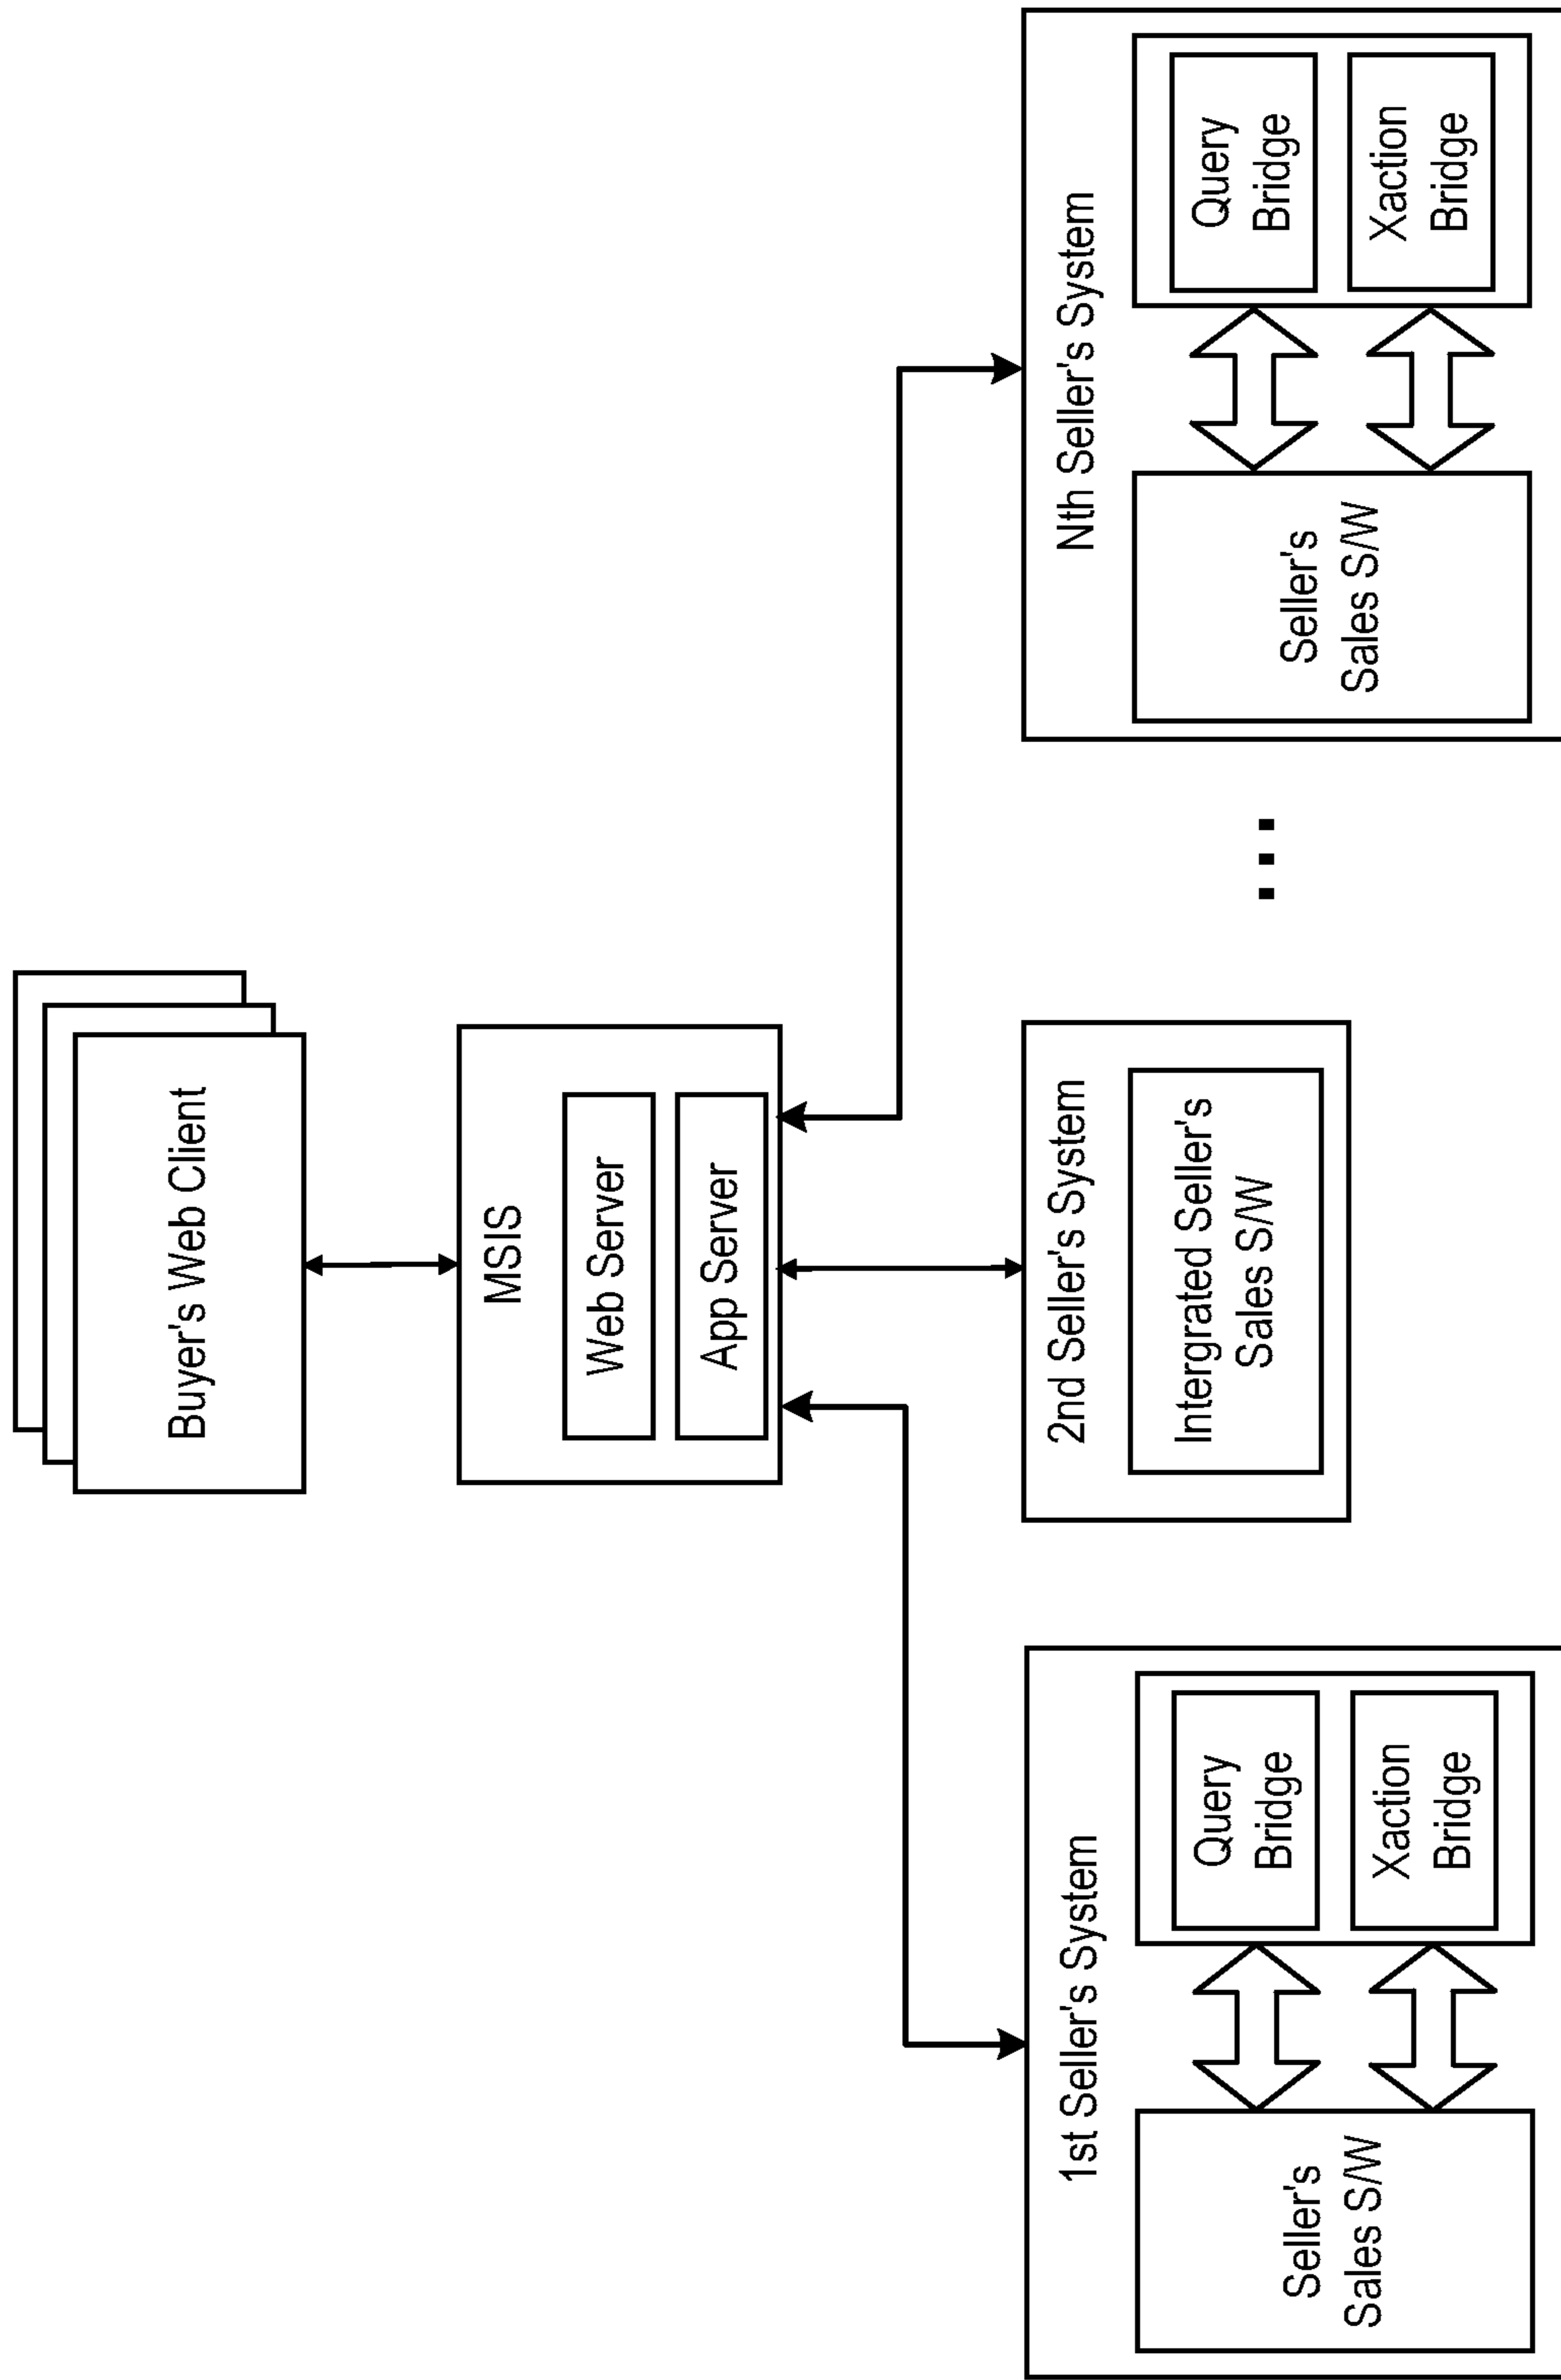 Buyer's Web Client
MSIS
Web Server
App Server
1st Seller's System
Seller's
Sales S/W
Query
Bridge
Xaction
Bridge
2nd Seller's System
Intergrated Seller's
Sales S/W
...
Nth Seller's System
Seller's
Sales S/W
Query
Bridge
Xaction
Bridge